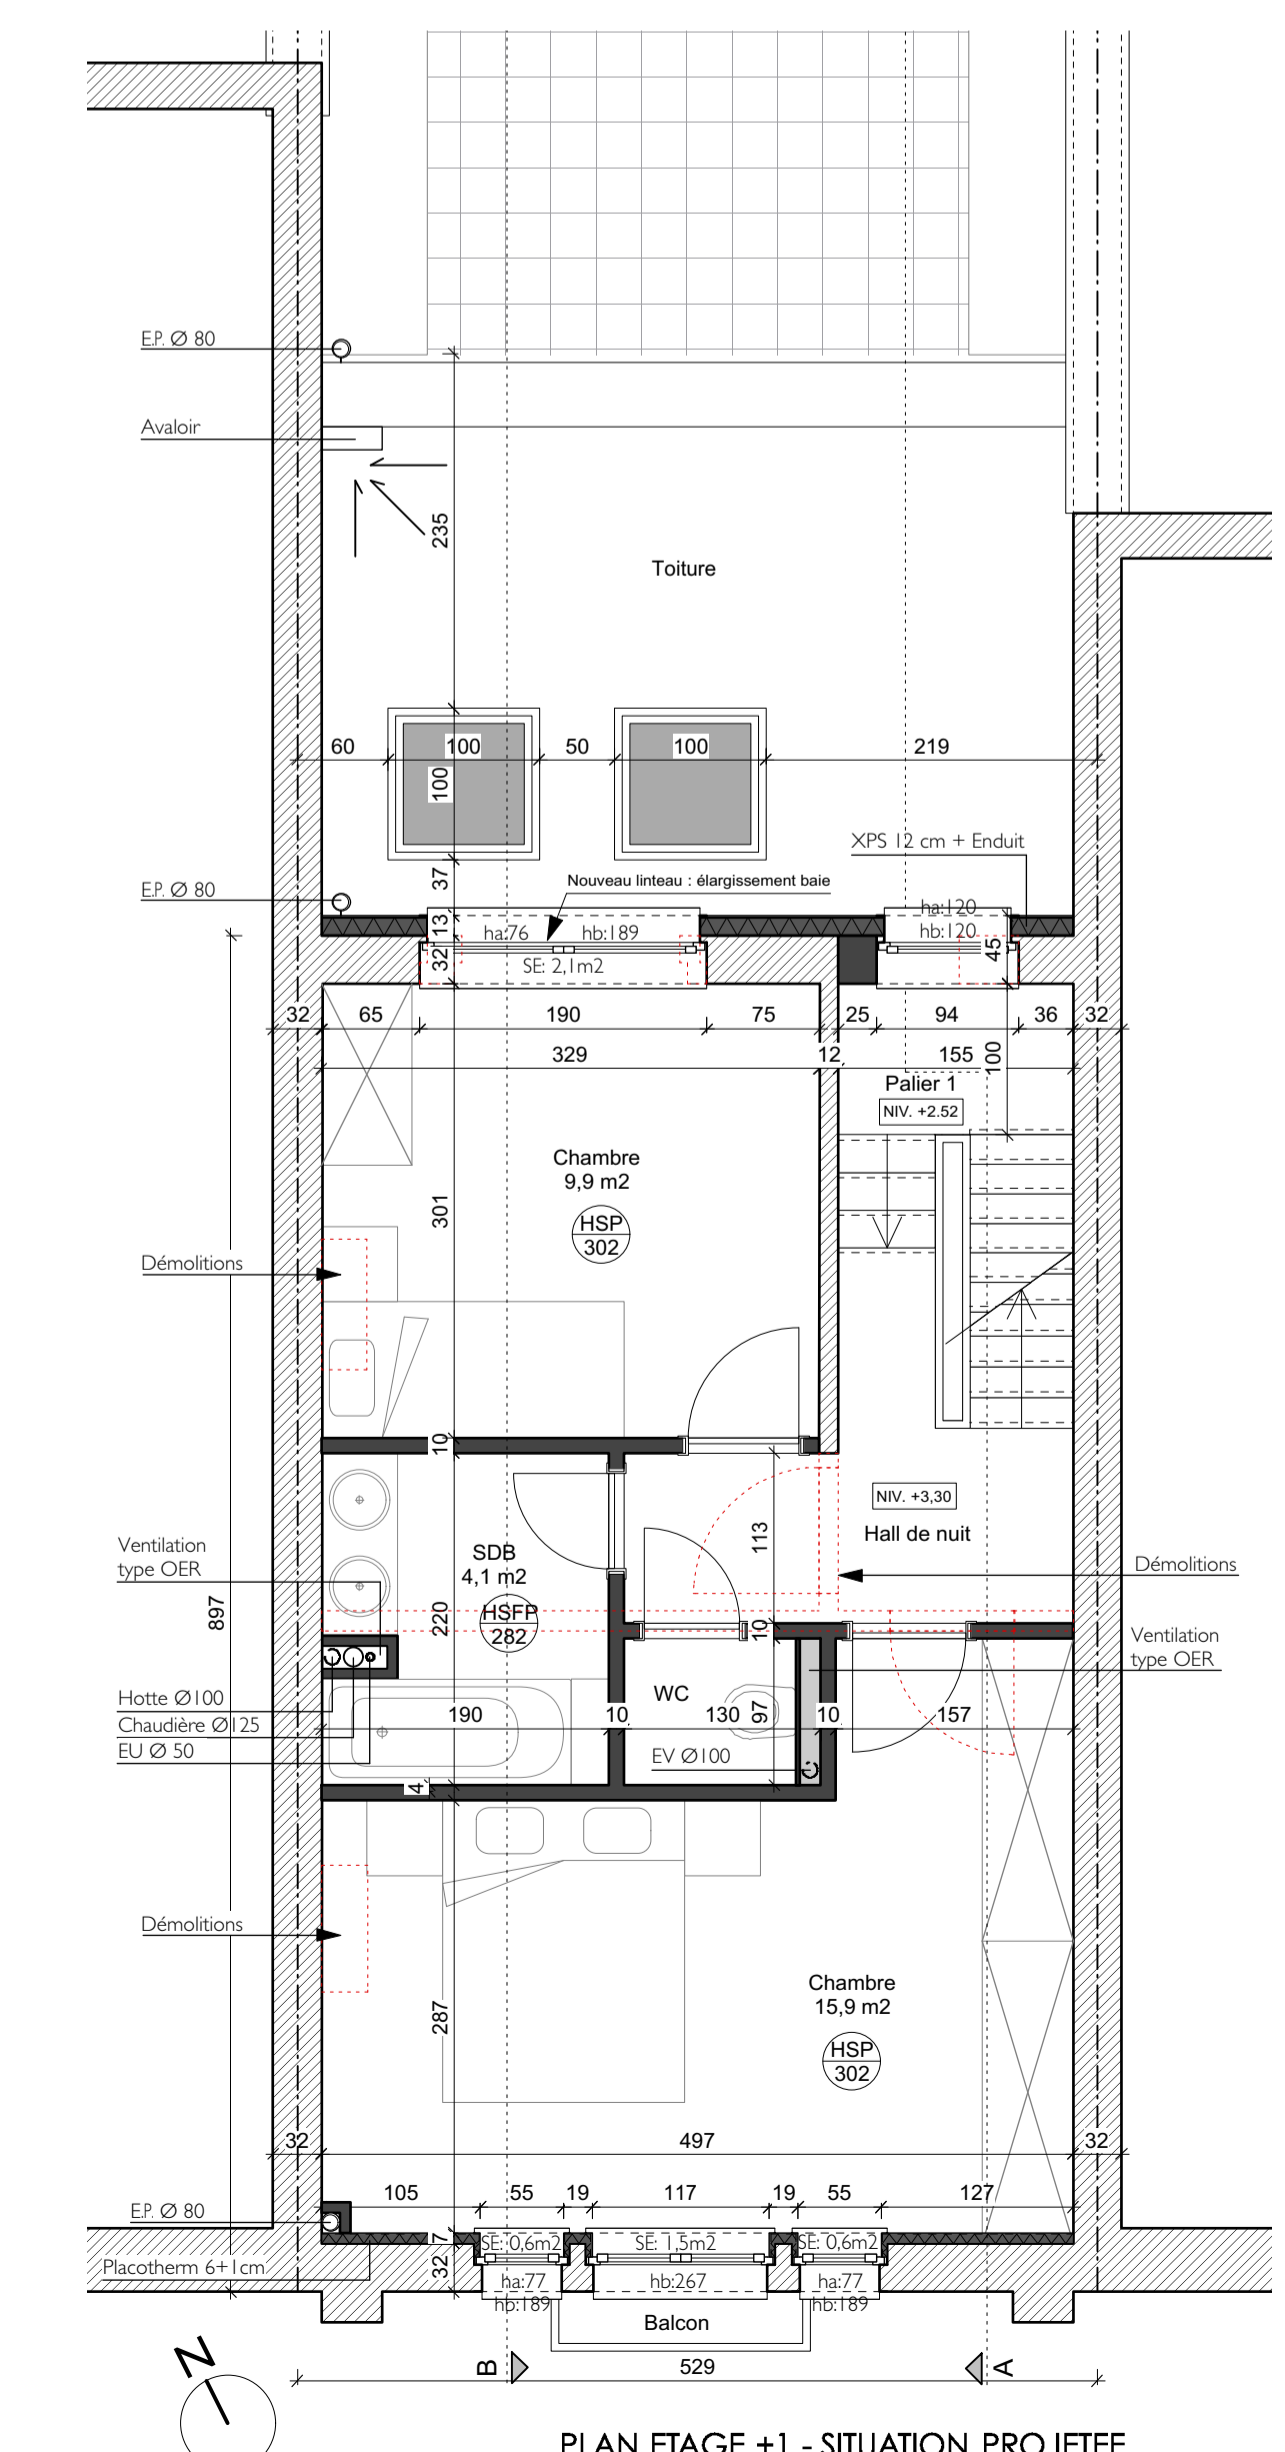 E.P. Ø 80
Avaloir
235
Toiture
60
100
50
100
219
100
XPS 12 cm + Enduit
37
Nouveau linteau : élargissement baie
E.P. Ø 80
13
ha:76
hb:189
ha:120
hb:120
32
SE: 2,1m2
45
32
65
190
75
25
94
36
32
329
12
155
100
Palier 1
NIV. +2.52
Chambre
9,9 m2
HSP
302
301
Démolitions
10
NIV. +3,30
Hall de nuit
113
Ventilation
type OER
SDB
4,1 m2
HSFP
282
Démolitions
897
220
10
Ventilation
type OER
WC
Hotte Ø100
190
10
130
97
10
157
Chaudière Ø125
EU Ø 50
EV Ø100
4
Démolitions
Chambre
15,9 m2
HSP
302
287
32
497
32
105
55
19
117
19
55
127
E.P. Ø 80
7
SE: 0,6m2
SE: 1,5m2
SE: 0,6m2
Placotherm 6+1cm
32
ha:77
hb:267
ha:77
hb:189
hb:189
Balcon
N
B
529
A
PLAN ETAGE +1 - SITUATION PROJETEE